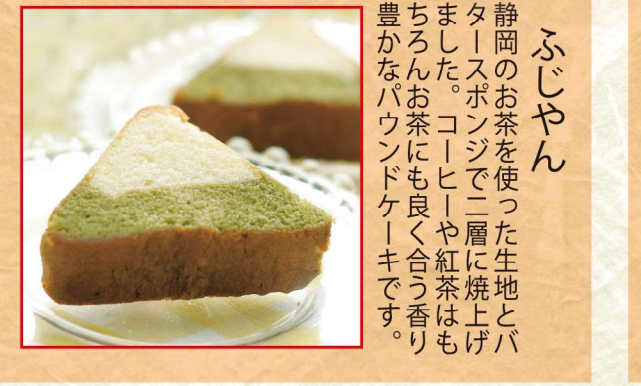 ふじやん
静岡のお茶を使った生地とバ
タースポンジで二層に焼上げ
ました。コーヒーや紅茶はも
ちろんお茶にも良く合う香り
豊かなパウンドケーキです。